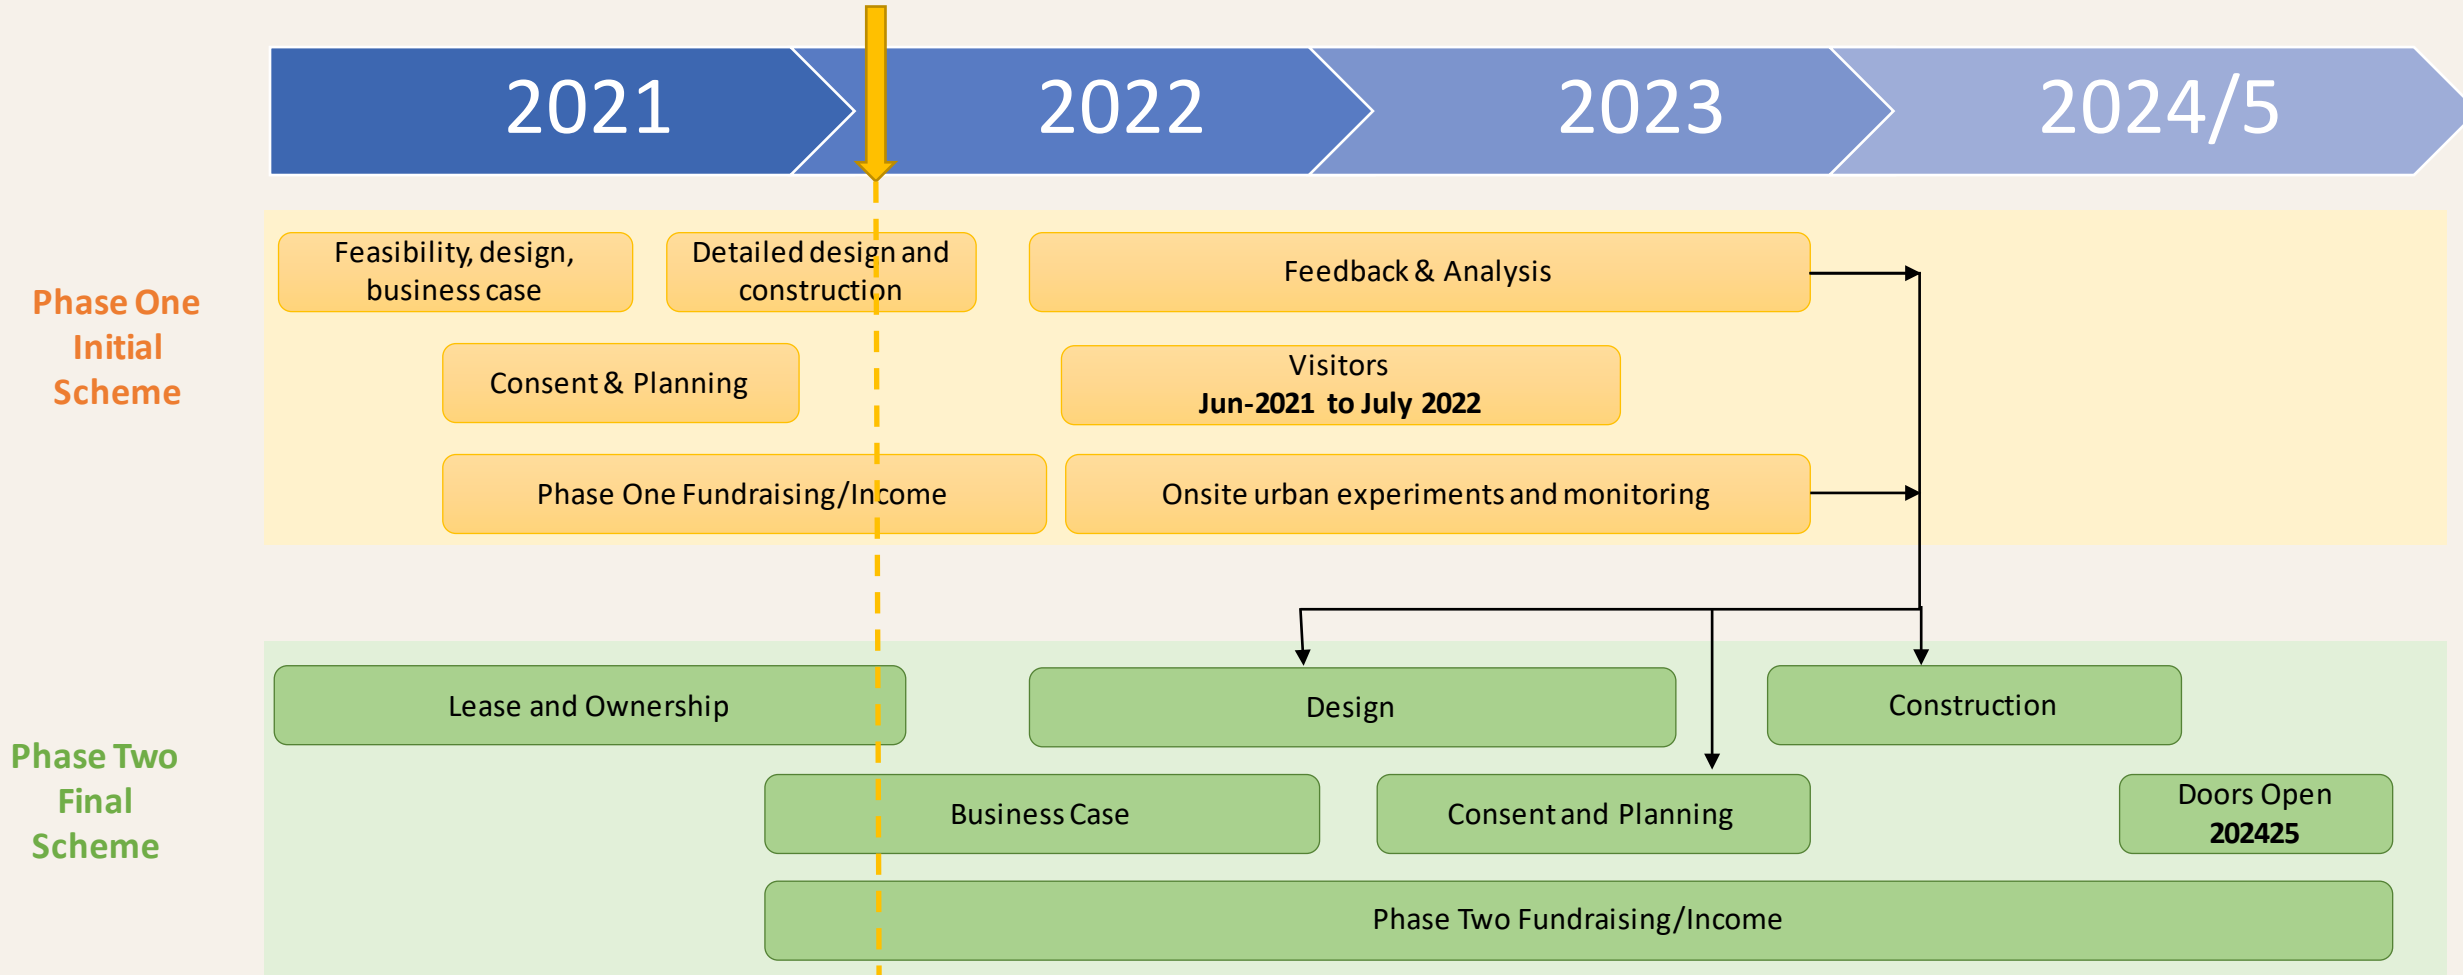 2021
2022
2023
2024/5
Phase One
Initial
Scheme
Feasibility, design,
business case
Detailed design and
construction
Feedback & Analysis
Consent & Planning
Visitors
Jun-2021 to July 2022
Phase One Fundraising/Income
Onsite urban experiments and monitoring
Phase Two
Final
Scheme
Lease and Ownership
Design
Construction
Business Case
Consent and Planning
Doors Open
202425
Phase Two Fundraising/Income